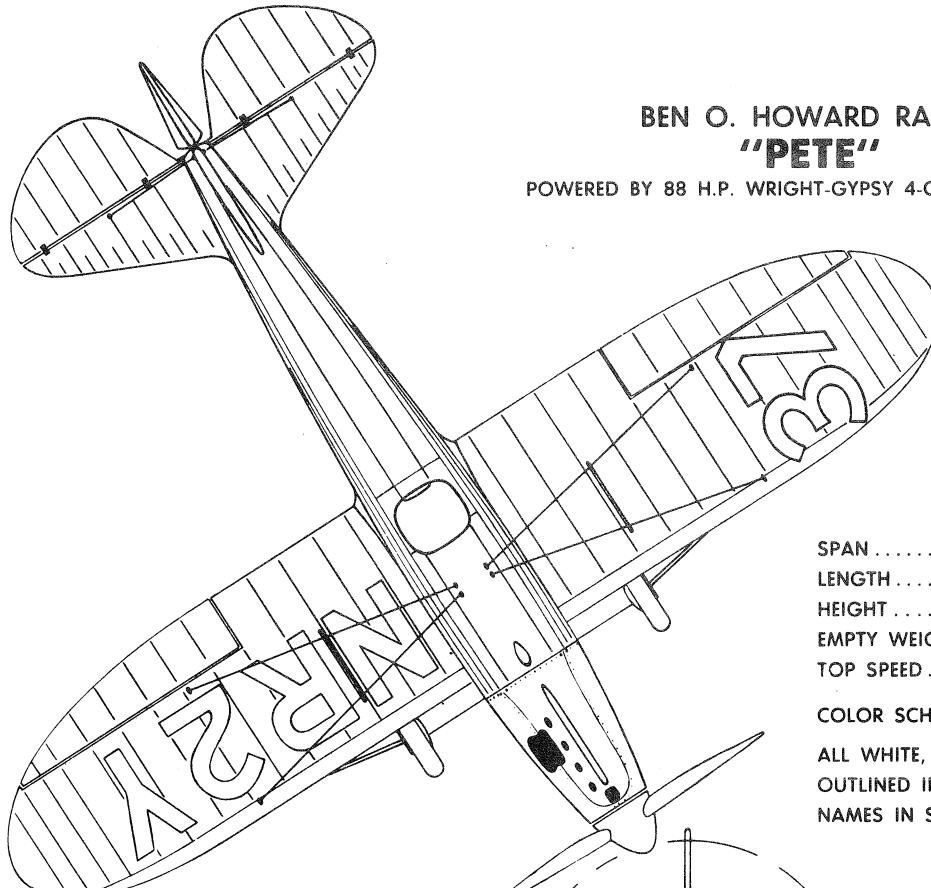 BEN O. HOWARD RA
"PETE"
POWERED BY 88 H.P. WRIGHT-GYPSY 4-C
37
NR2Y
SPAN ......
LENGTH ....
HEIGHT ....
EMPTY WEIG
TOP SPEED .
COLOR SCH
ALL WHITE,
OUTLINED I
NAMES IN S